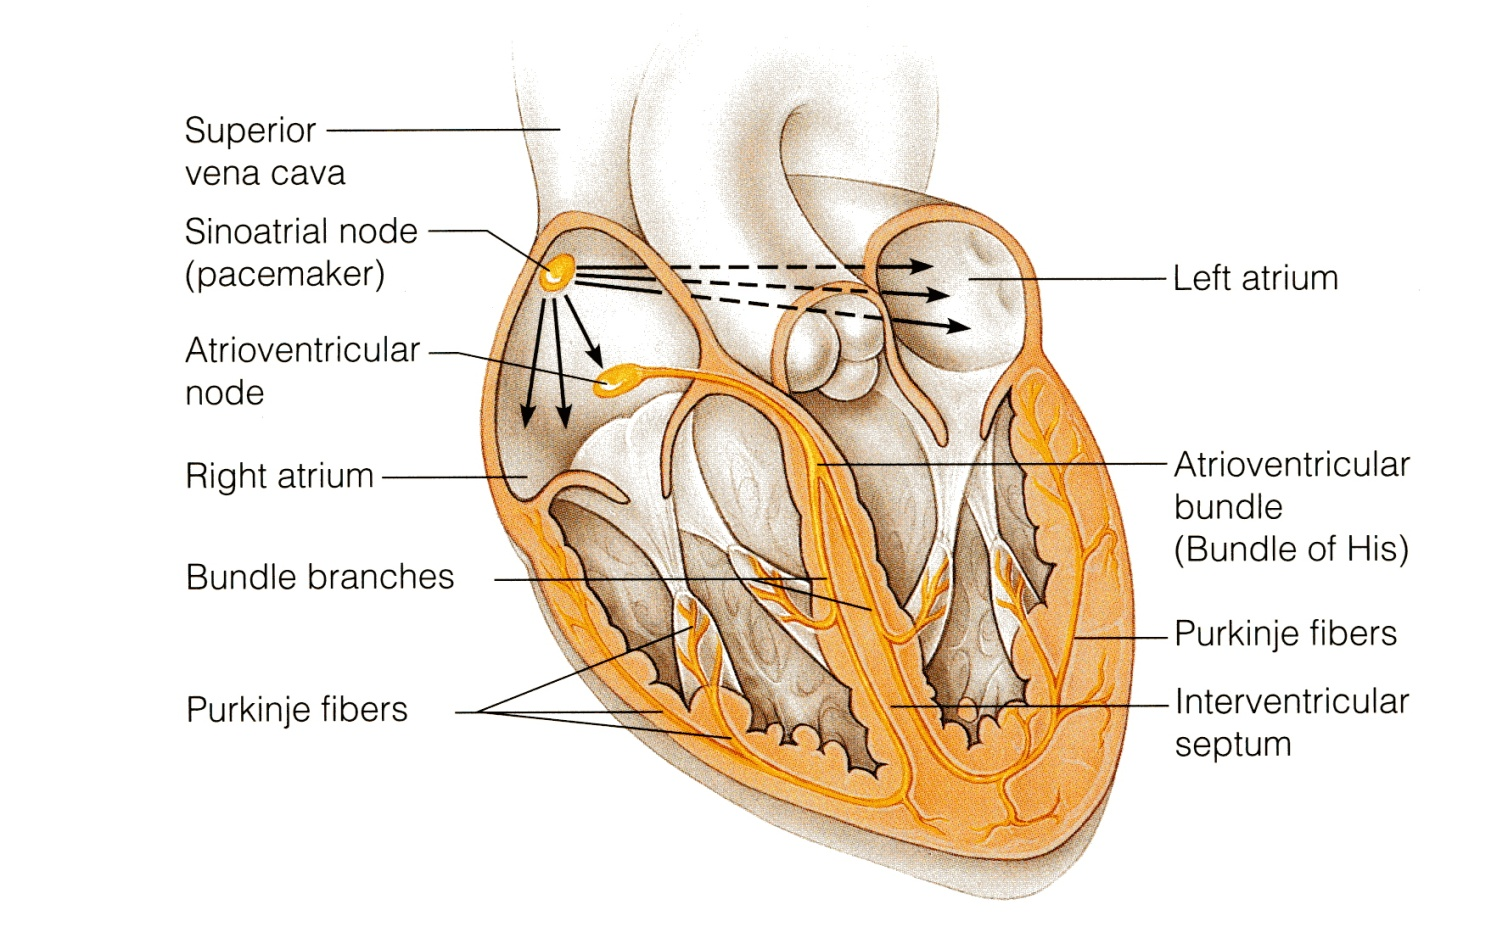 Superior
vena cava
Sinoatrial node
(pacemaker)
Atrioventricular
node
Right atrium
Bundle branches
Purkinje fibers
Left atrium
Atrioventricular
bundle
(Bundle of His)
Purkinje fibers
Interventricular
septum